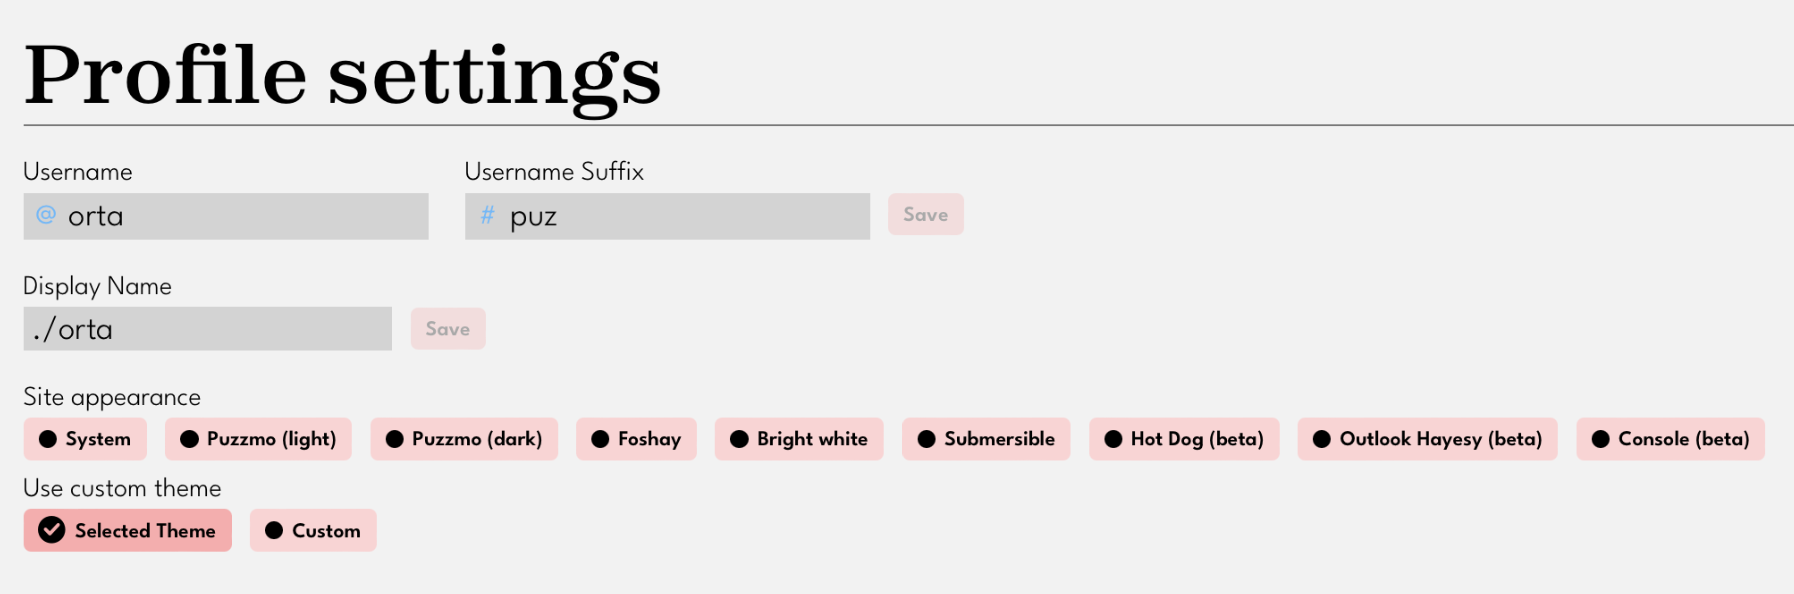 Profile settings
Username
Username Suffix
@ orta
# puz
Save
Display Name
./orta
Save
Site appearance
System
Puzzmo (light)
Puzzmo (dark)
Foshay
Bright white
Submersible
Hot Dog (beta)
Outlook Hayesy (beta)
Console (beta)
Use custom theme
Selected Theme
Custom